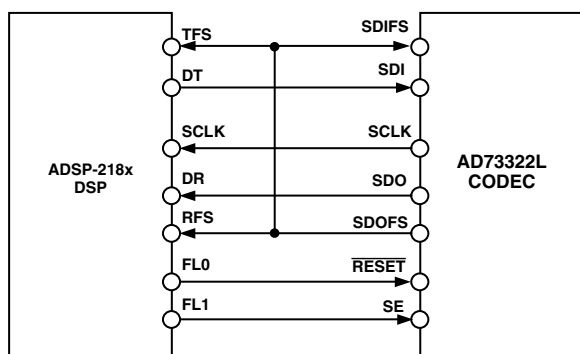 TFS SDIFS
DT SDI
SCLK SCLK
ADSP-218x
DSP
AD73322L
CODEC
DR SDO
RFS SDOFS
FL0 RESET
FL1 SE